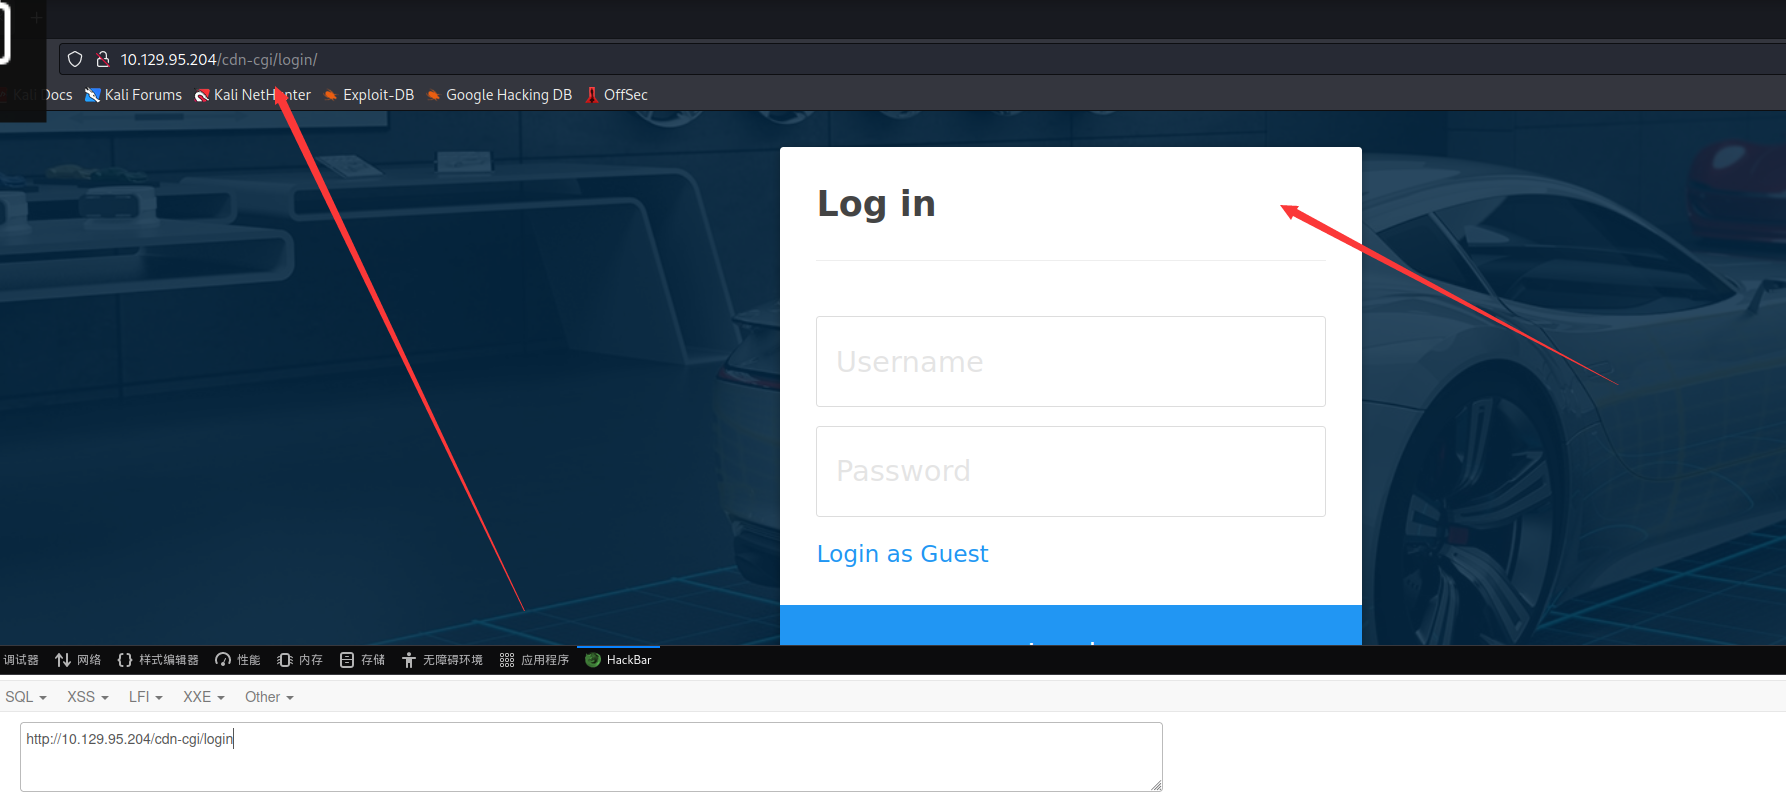 10.129.95.204/cdn-cgi/login/
Kali Docs Kali Forums Kali NetHunter Exploit-DB Google Hacking DB OffSec
Log in
Username
Password
Login as Guest
调试器 网络 {} 样式编辑器 性能 内存 存储 无障碍环境 应用程序 HackBar
SQL XSS LFI XXE Other
http://10.129.95.204/cdn-cgi/login